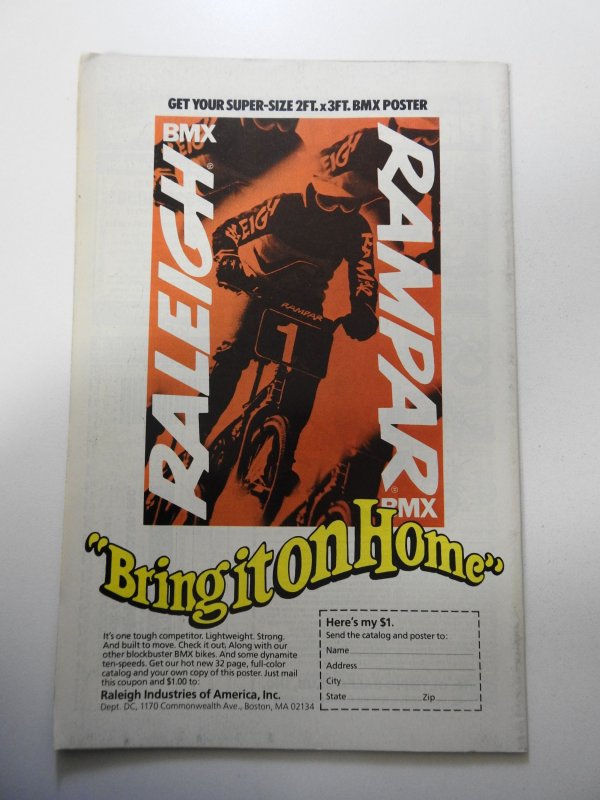 GET YOUR SUPER-SIZE 2FT. x 3FT. BMX POSTER
BMX
RALEIGH
®
RAMPAR
®
BMX
RALEIGH
RAMPAR
RAMPAR
1
"Bring it on Home"
It's one tough competitor. Lightweight. Strong.
And built to move. Check it out. Along with our
other blockbuster BMX bikes. And some dynamite
ten-speeds. Get our hot new 32 page, full-color
catalog and your own copy of this poster. Just mail
this coupon and $1.00 to:
Raleigh Industries of America, Inc.
Dept. DC, 1170 Commonwealth Ave., Boston, MA 02134
Here's my $1.
Send the catalog and poster to:
Name
Address
City
State Zip